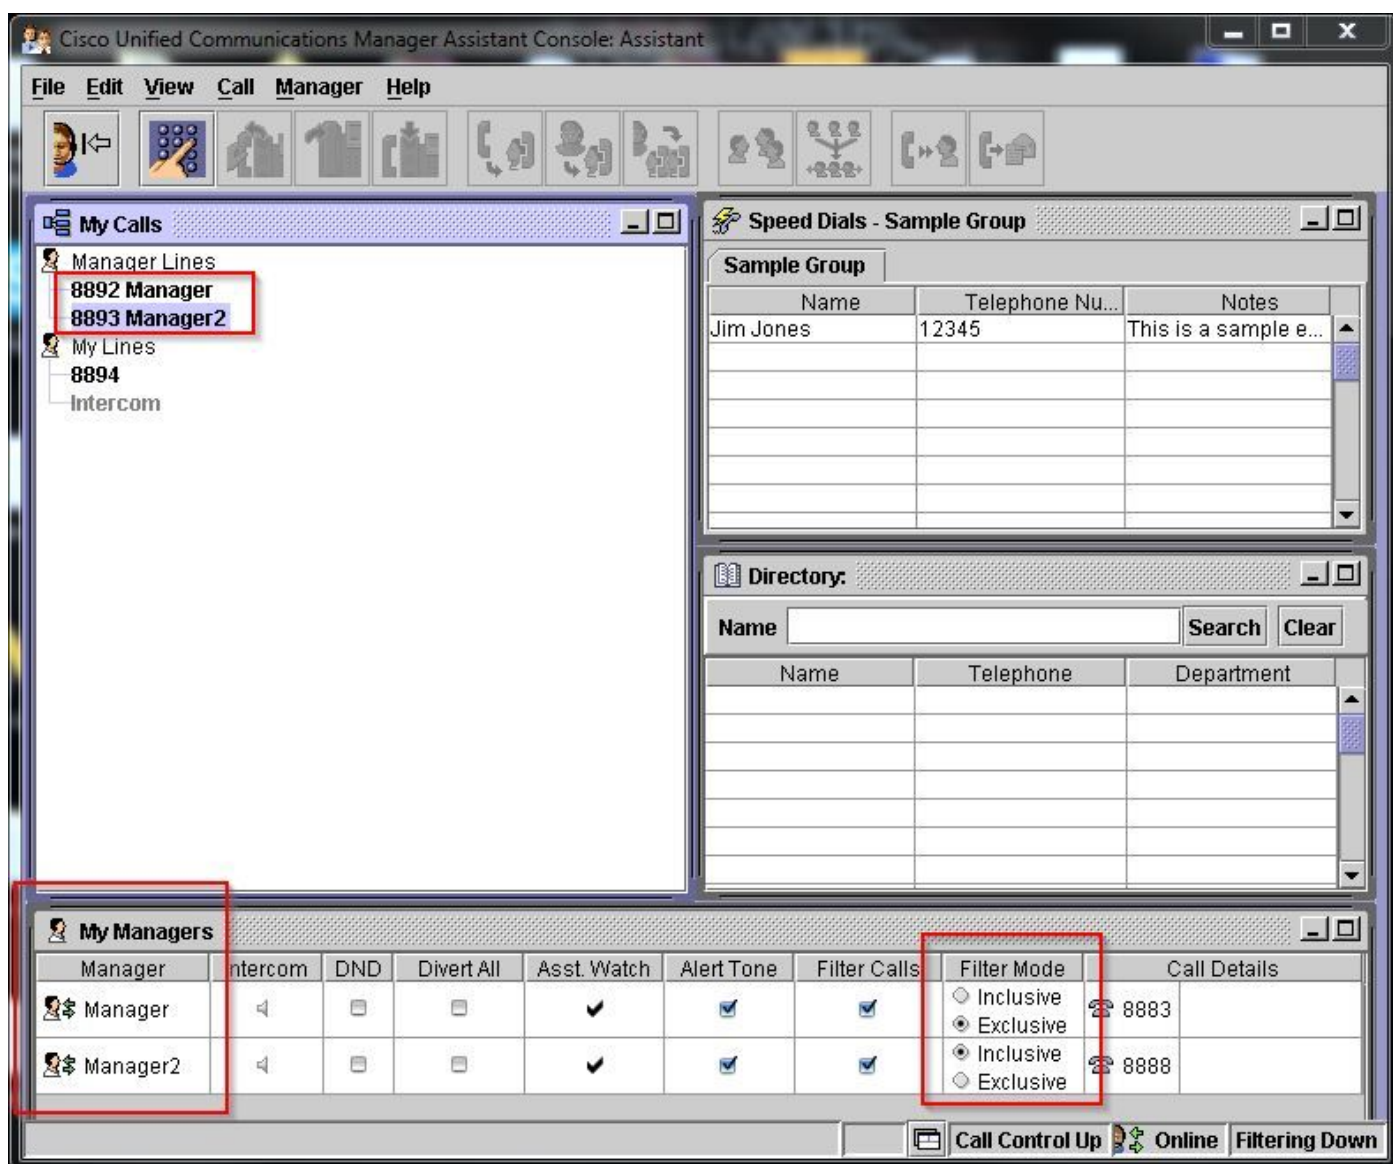 Cisco Unified Communications Manager Assistant Console: Assistant
File Edit View Call Manager Help
My Calls
Manager Lines
8892 Manager
8893 Manager2
My Lines
8894
Intercom
Speed Dials - Sample Group
Sample Group
Name Telephone Nu... Notes
Jim Jones 12345 This is a sample e...
Directory:
Name Search Clear
Name Telephone Department
My Managers
Manager Intercom DND Divert All Asst. Watch Alert Tone Filter Calls Filter Mode Call Details
Manager Inclusive Exclusive 8883
Manager2 Inclusive Exclusive 8888
Call Control Up Online Filtering Down